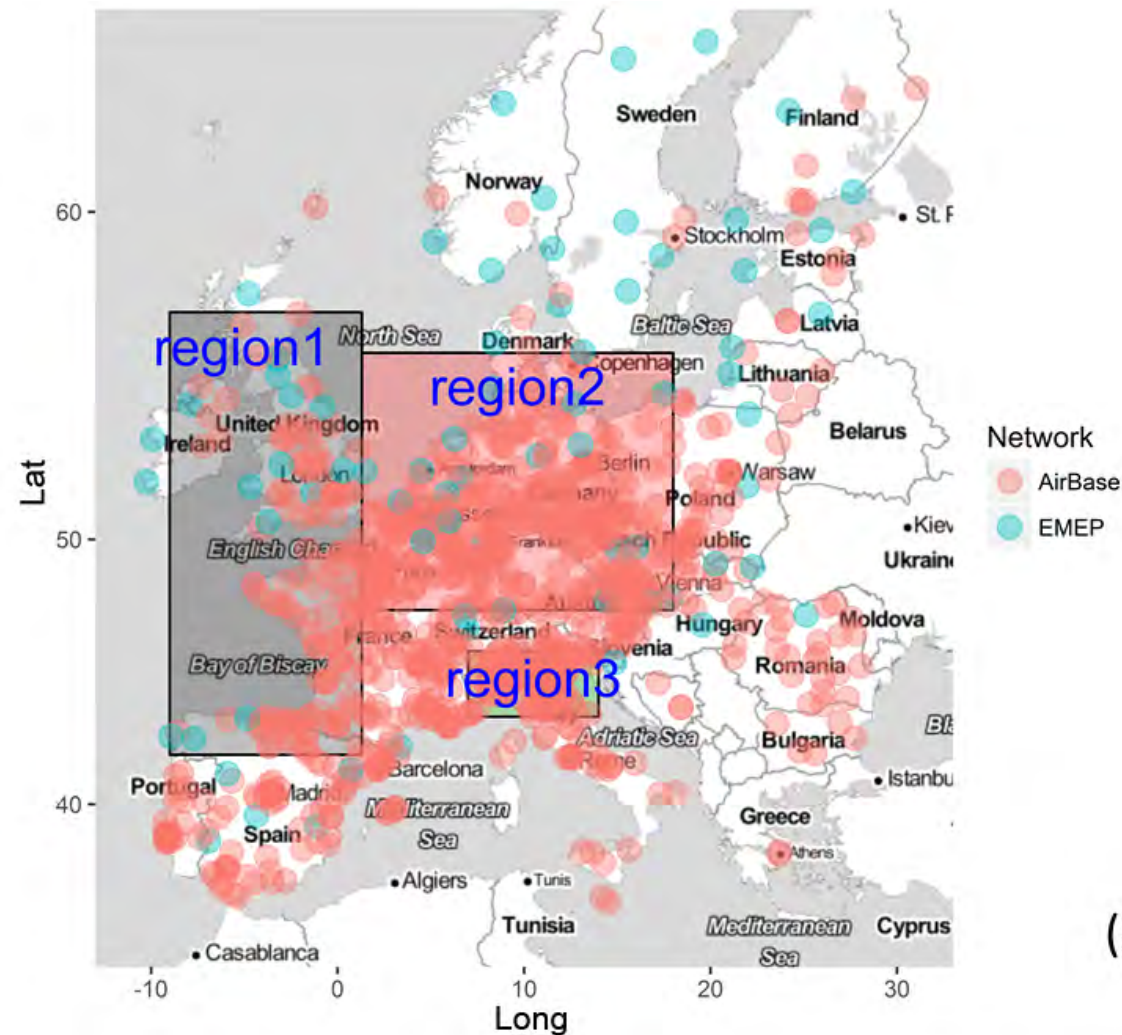 Sweden
Finland
Norway
60
St. F
Stockholm
Estonia
North Sea
Baltic Sea
Latvia
region1
Denmark
openhagen
Lithuania
region2
Network
United Kingdom
Belarus
Ireland
AirBase
London
Berlin
Warsaw
Poland
EMEP
Lat
50
Kiev
English Cha
Ukraine
Vienna
Hungary
Moldova
France
Switzerland
Bay of Biscay
Romania
region3
Adriatic Sea
Bulgaria
Rome
Barcelona
Portugal
Istanbu
Madrid
40
Mediterranean
Sea
Spain
Greece
Athens
Algiers
Tunis
Tunisia
Mediterranean
Sea
Cyprus
(
Casablanca
-10
0
10
20
30
Long